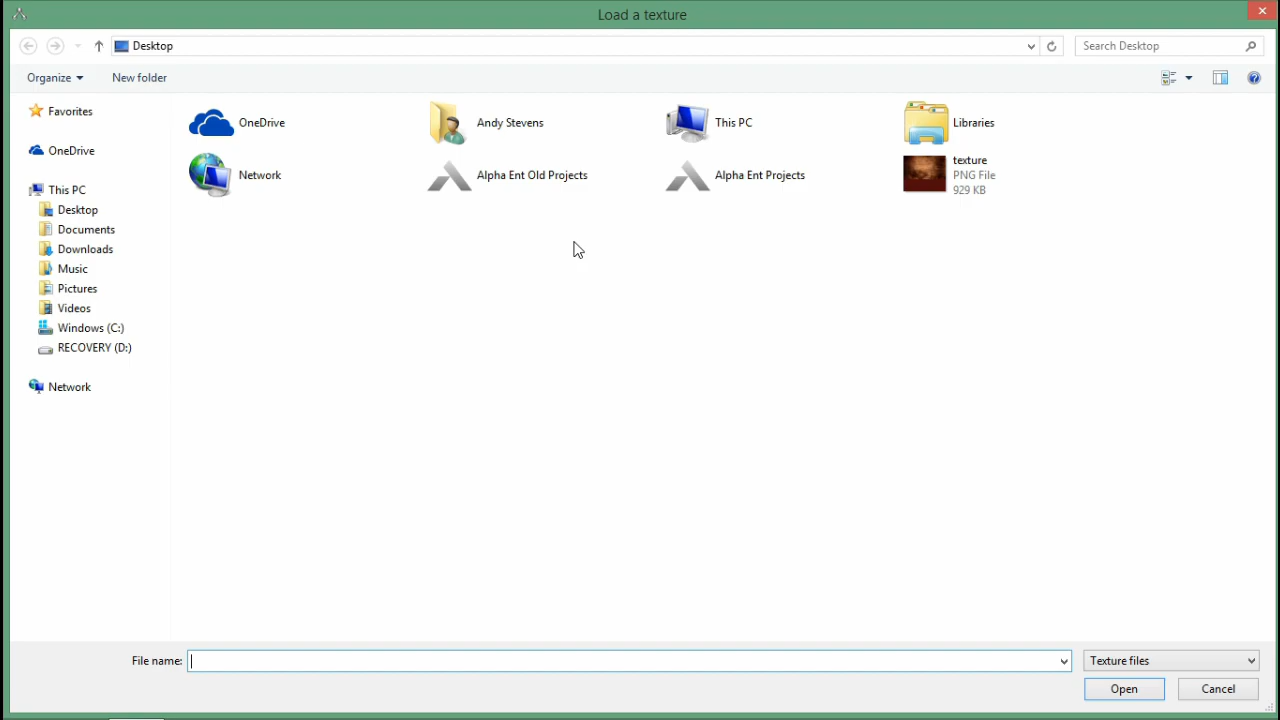 Load a texture
Desktop
Search Desktop
Organize
New folder
Favorites
OneDrive
This PC
Desktop
Documents
Downloads
Music
Pictures
Videos
Windows (C:)
RECOVERY (D:)
Network
OneDrive
Andy Stevens
This PC
Libraries
Network
Alpha Ent Old Projects
Alpha Ent Projects
texture
PNG File
929 KB
File name:
Texture files
Open
Cancel